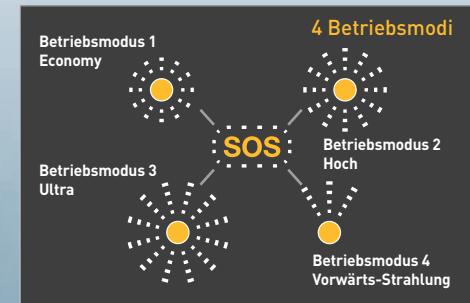 4 Betriebsmodi
Betriebsmodus 1
Economy
SOS
Betriebsmodus 2
Hoch
Betriebsmodus 3
Ultra
Betriebsmodus 4
Vorwärts-Strahlung